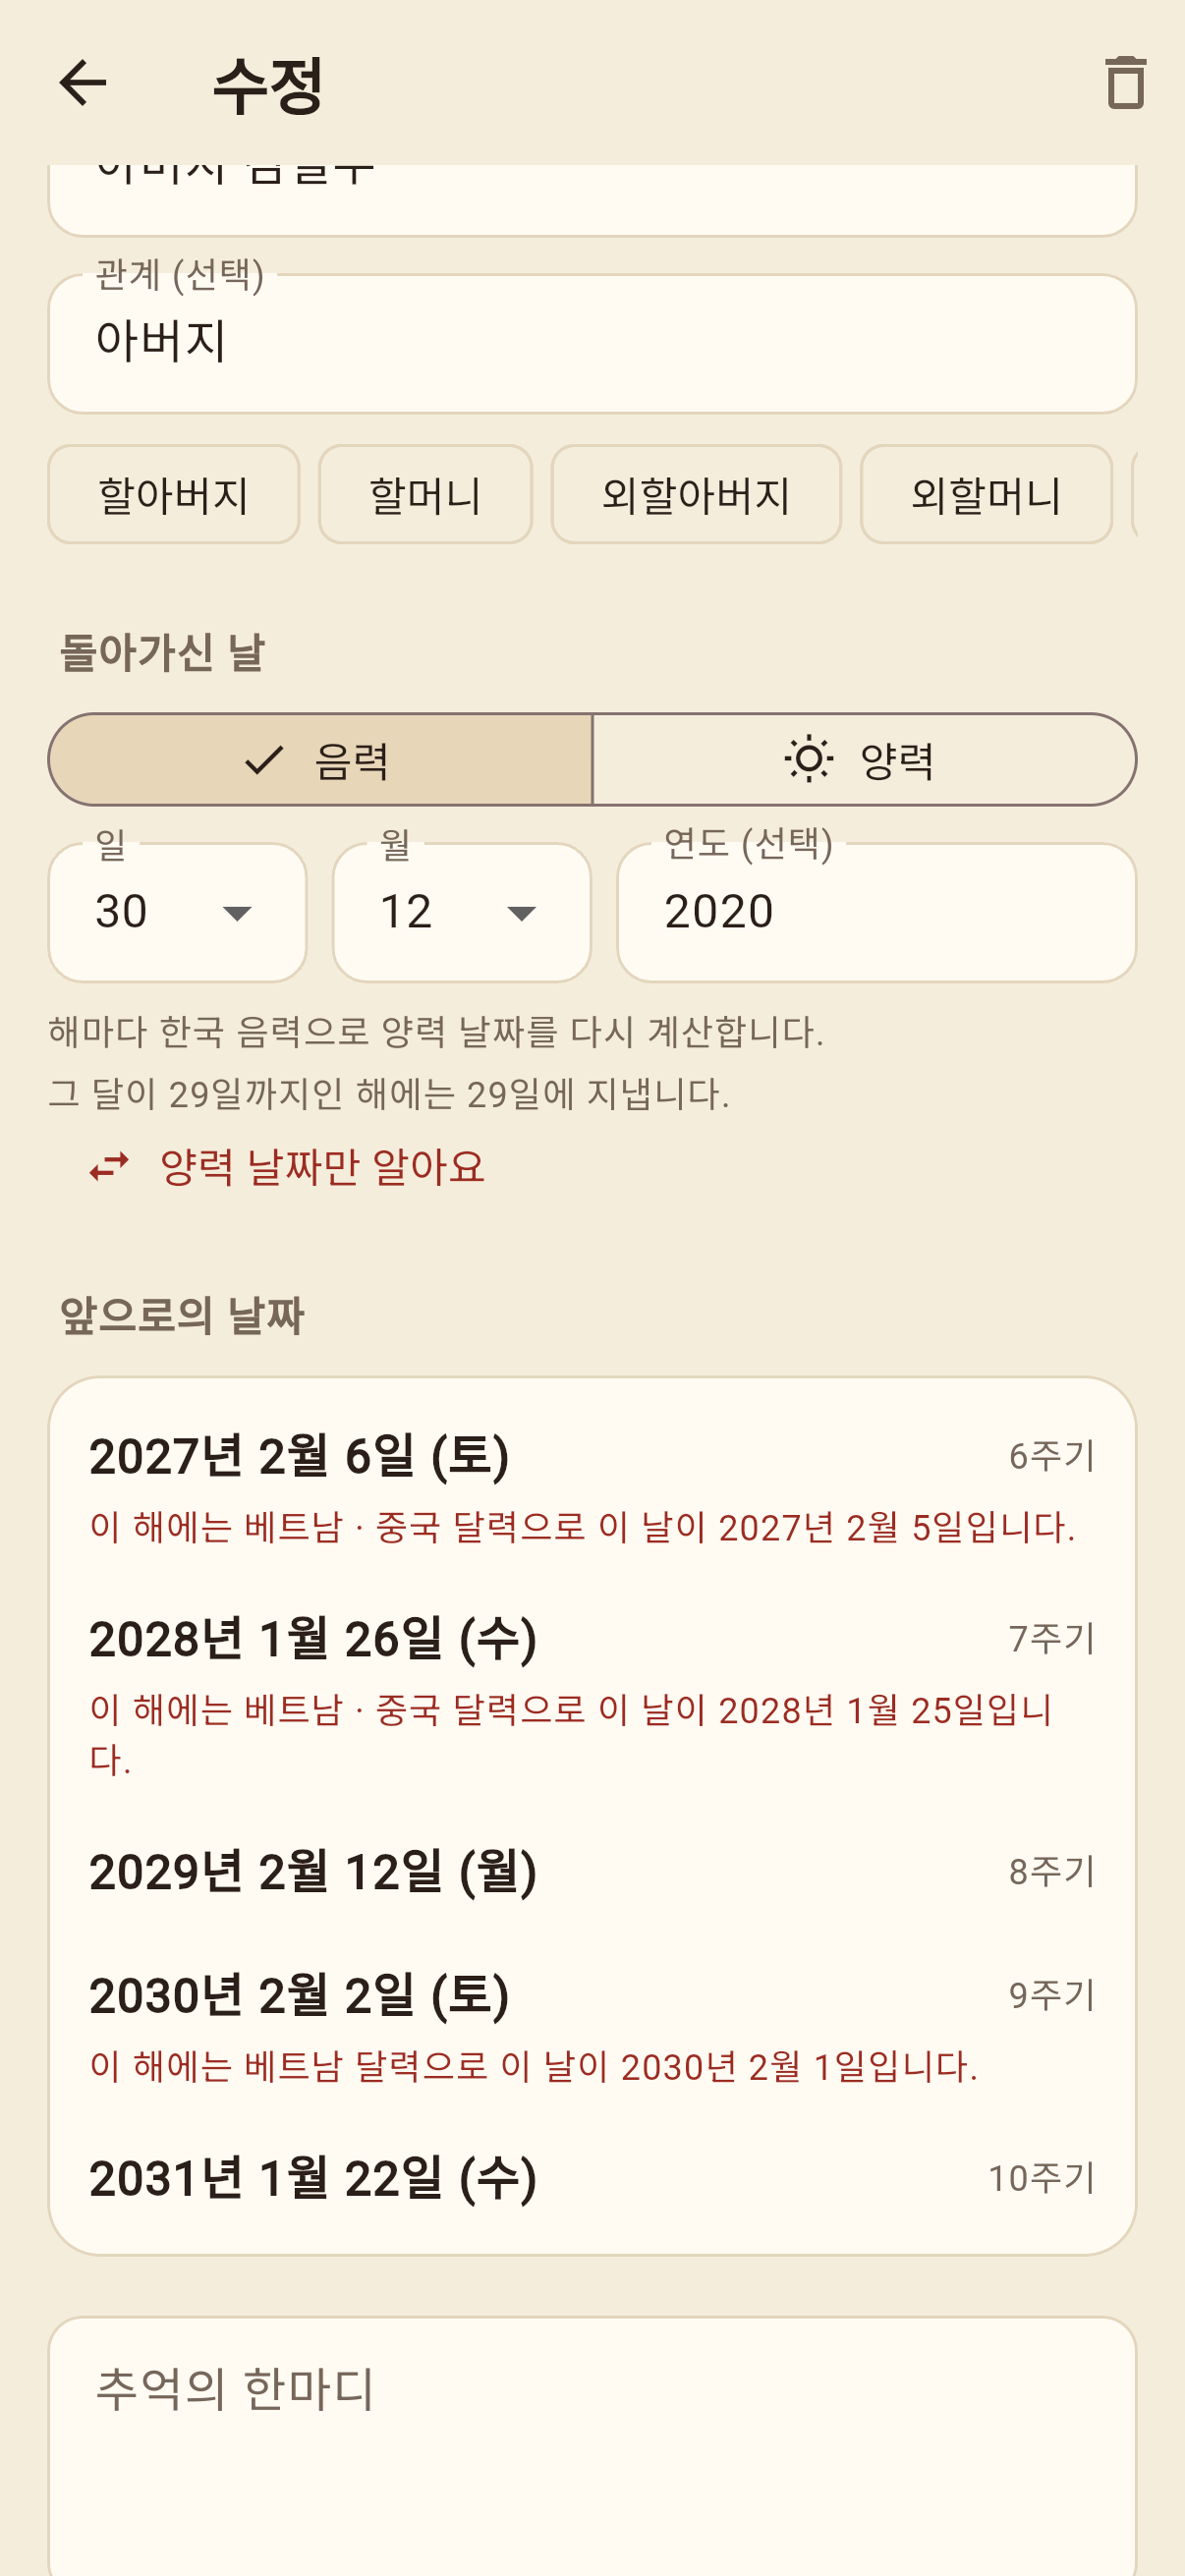 수정
관계 (선택)
아버지
할아버지 할머니 외할아버지 외할머니
돌아가신 날
음력 양력
일 월 연도 (선택)
30 12 2020
해마다 한국 음력으로 양력 날짜를 다시 계산합니다.
그 달이 29일까지인 해에는 29일에 지냅니다.
양력 날짜만 알아요
앞으로의 날짜
2027년 2월 6일 (토) 6주기
이 해에는 베트남 · 중국 달력으로 이 날이 2027년 2월 5일입니다.
2028년 1월 26일 (수) 7주기
이 해에는 베트남 · 중국 달력으로 이 날이 2028년 1월 25일입니
다.
2029년 2월 12일 (월) 8주기
2030년 2월 2일 (토) 9주기
이 해에는 베트남 달력으로 이 날이 2030년 2월 1일입니다.
2031년 1월 22일 (수) 10주기
추억의 한마디